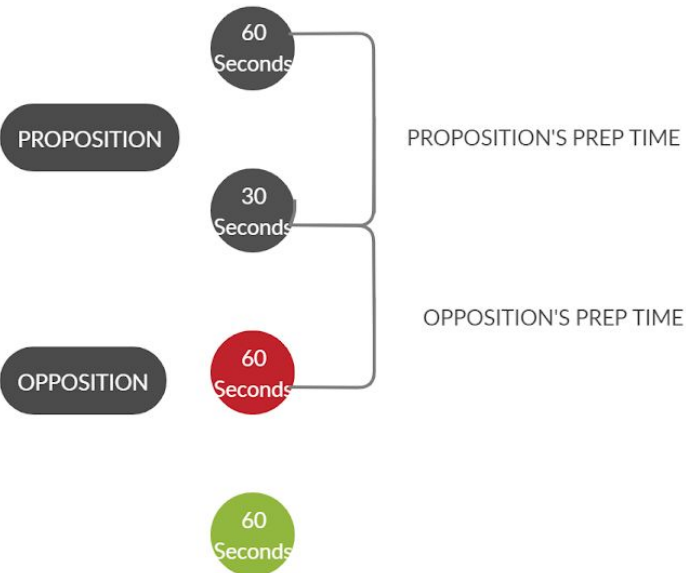 60
Seconds
PROPOSITION
PROPOSITION'S PREP TIME
30
Seconds
OPPOSITION'S PREP TIME
60
Seconds
OPPOSITION
60
Seconds